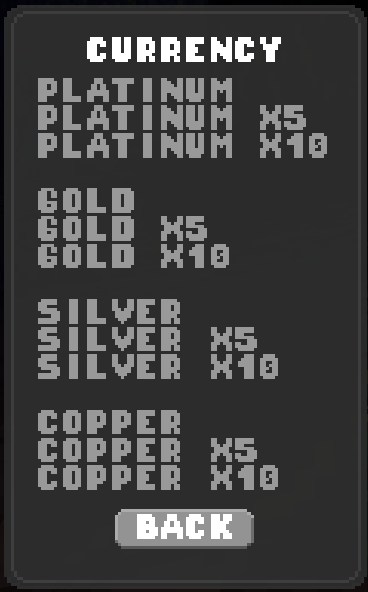 CURRENCY
PLATINUM
PLATINUM X5
PLATINUM X10
GOLD
GOLD X5
GOLD X10
SILVER
SILVER X5
SILVER X10
COPPER
COPPER X5
COPPER X10
BACK